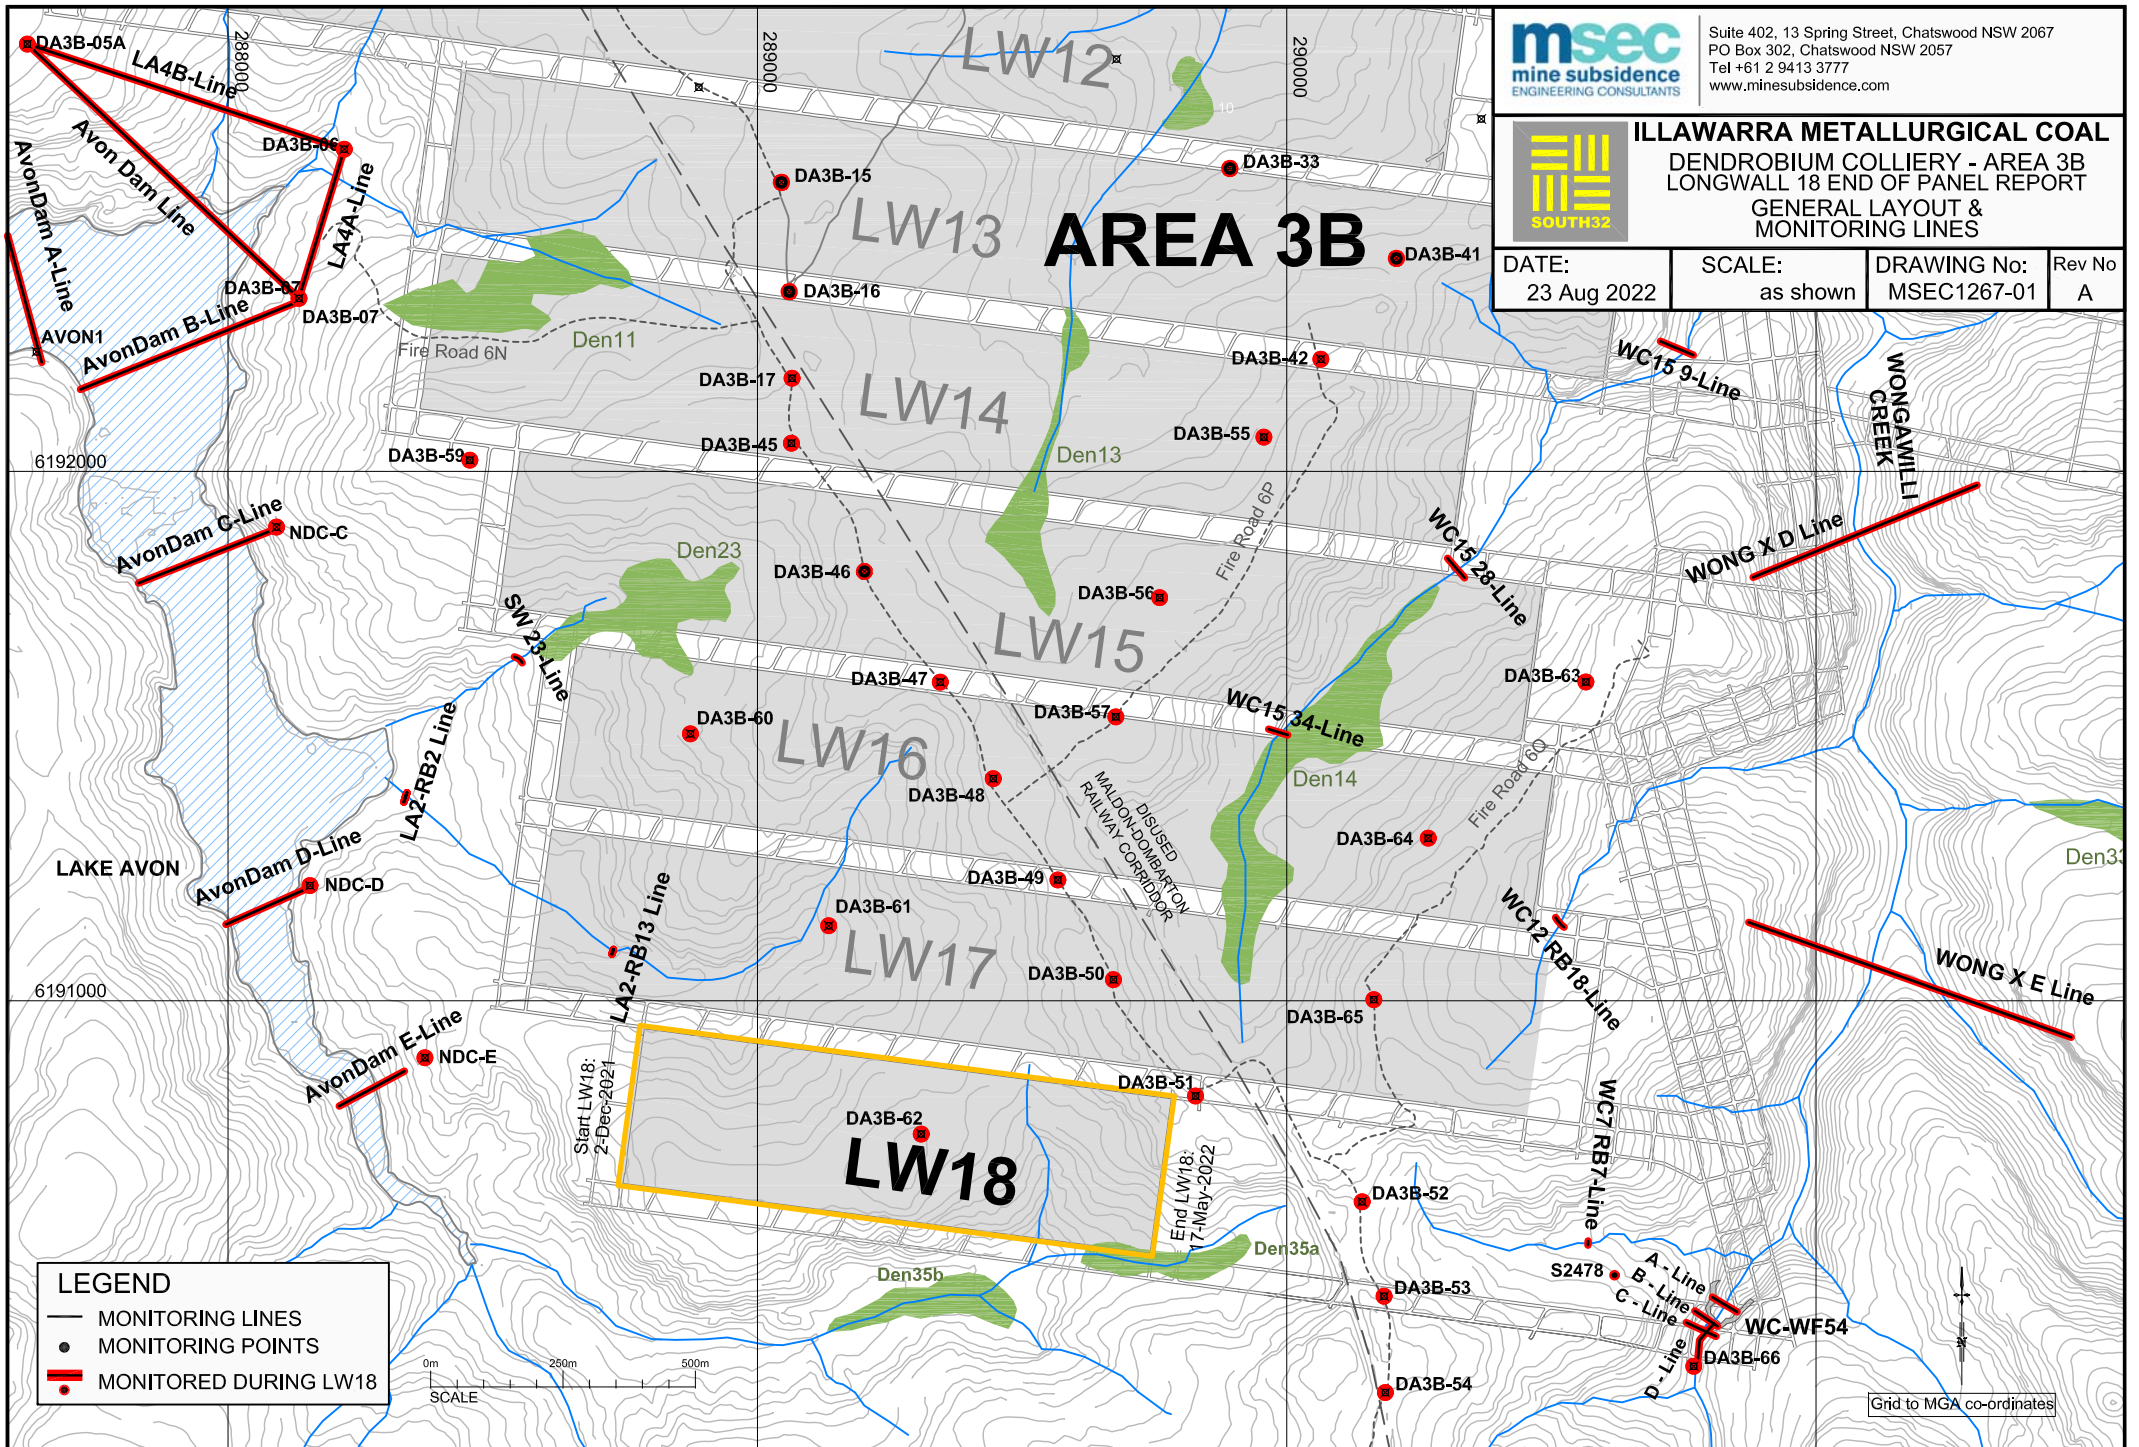 msec
mine subsidence
ENGINEERING CONSULTANTS
Suite 402, 13 Spring Street, Chatswood NSW 2067
PO Box 302, Chatswood NSW 2057
Tel +61 2 9413 3777
www.minesubsidence.com
SOUTH32
ILLAWARRA METALLURGICAL COAL
DENDROBIUM COLLIERY - AREA 3B
LONGWALL 18 END OF PANEL REPORT
GENERAL LAYOUT &
MONITORING LINES
DATE:
23 Aug 2022
SCALE:
as shown
DRAWING No:
MSEC1267-01
Rev No
A
288000
289000
290000
DA3B-05A
LA4B-Line
Avon Dam Line
AvonDam A-Line
DA3B-06
LA4A-Line
DA3B-07
DA3B-07
AvonDam B-Line
AVON1
Fire Road 6N
Den11
LW12
10
DA3B-33
DA3B-15
LW13
AREA 3B
DA3B-41
DA3B-16
DA3B-42
WC15 9-Line
WONGAWILLI
CREEK
DA3B-17
LW14
DA3B-45
DA3B-55
Den13
DA3B-59
6192000
AvonDam C-Line
NDC-C
Den23
DA3B-46
Fire Road 6P
DA3B-56
WC15 28-Line
WONG X D Line
SW 23-Line
LW15
DA3B-47
DA3B-63
DA3B-57
WC15 34-Line
DA3B-60
LW16
LA2-RB2 Line
DA3B-48
Den14
DISUSED
MALDON-DOMBARTON
RAILWAY CORRIDOR
Fire Road 6Q
DA3B-64
Den33
LAKE AVON
AvonDam D-Line
NDC-D
DA3B-49
LA2-RB13 Line
DA3B-61
LW17
DA3B-50
WC12 RB18-Line
WONG X E Line
6191000
DA3B-65
AvonDam E-Line
NDC-E
Start LW18:
2-Dec-2021
DA3B-51
DA3B-62
LW18
End LW18:
17-May-2022
WC7 RB7-Line
DA3B-52
Den35a
Den35b
S2478
A - Line
B - Line
C - Line
D - Line
WC-WF54
DA3B-53
DA3B-66
DA3B-54
LEGEND
MONITORING LINES
MONITORING POINTS
MONITORED DURING LW18
0m
250m
500m
SCALE
N
Grid to MGA co-ordinates